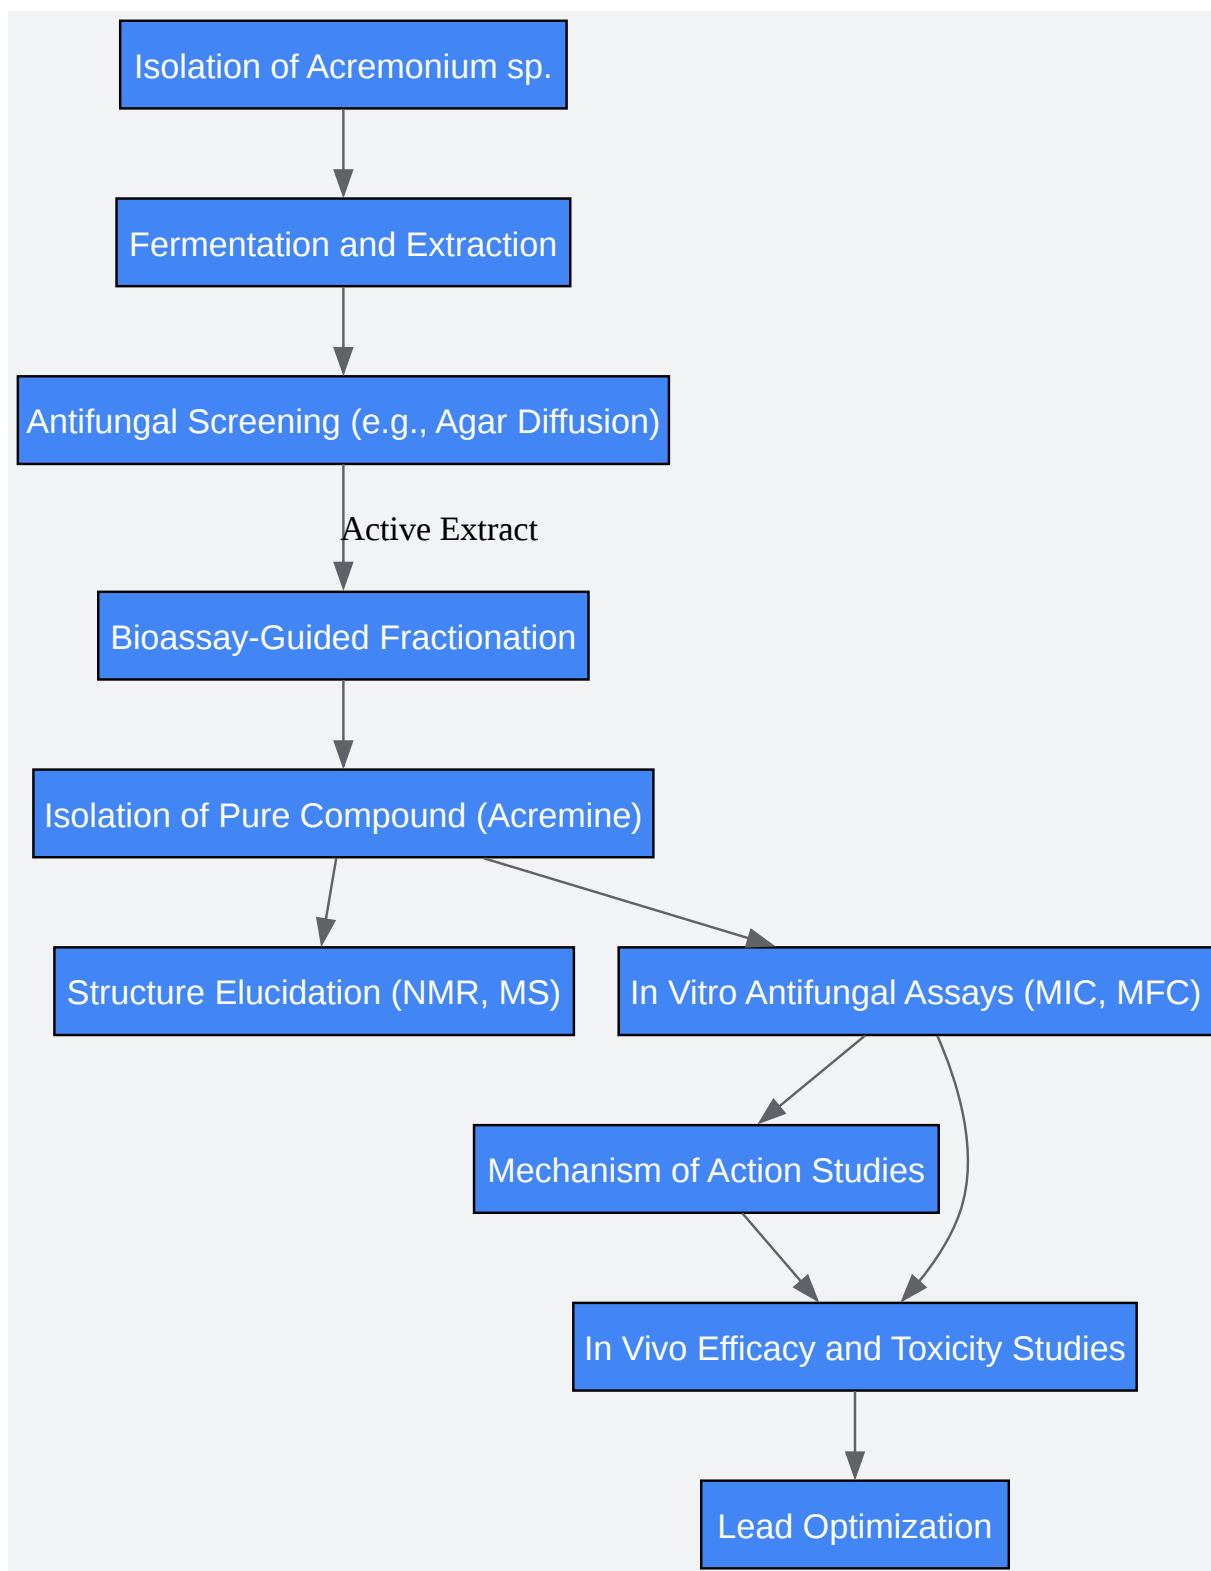 Isolation of Acremonium sp.
Fermentation and Extraction
Antifungal Screening (e.g., Agar Diffusion)
Active Extract
Bioassay-Guided Fractionation
Isolation of Pure Compound (Acremine)
Structure Elucidation (NMR, MS)
In Vitro Antifungal Assays (MIC, MFC)
Mechanism of Action Studies
In Vivo Efficacy and Toxicity Studies
Lead Optimization